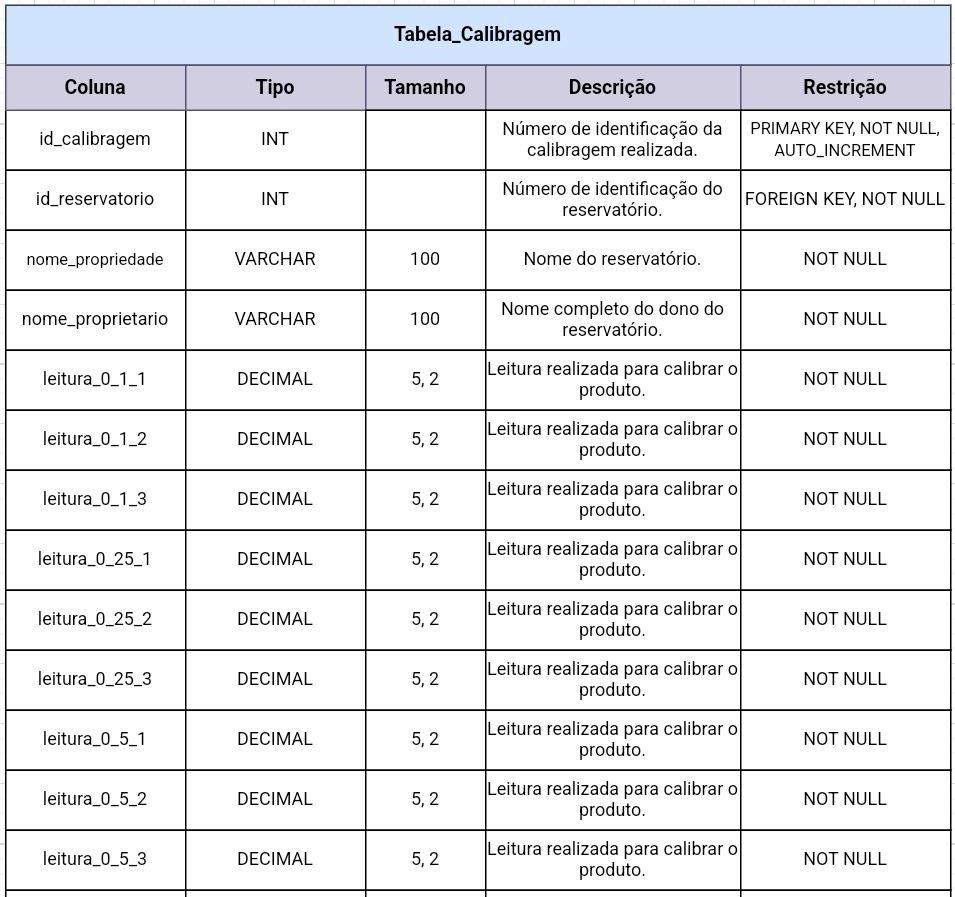 Tabela_Calibragem
Coluna Tipo Tamanho Descrição Restrição
id_calibragem INT Número de identificação da calibragem realizada. PRIMARY KEY, NOT NULL, AUTO_INCREMENT
id_reservatorio INT Número de identificação do reservatório. FOREIGN KEY, NOT NULL
nome_propriedade VARCHAR 100 Nome do reservatório. NOT NULL
nome_proprietario VARCHAR 100 Nome completo do dono do reservatório. NOT NULL
leitura_0_1_1 DECIMAL 5, 2 Leitura realizada para calibrar o produto. NOT NULL
leitura_0_1_2 DECIMAL 5, 2 Leitura realizada para calibrar o produto. NOT NULL
leitura_0_1_3 DECIMAL 5, 2 Leitura realizada para calibrar o produto. NOT NULL
leitura_0_25_1 DECIMAL 5, 2 Leitura realizada para calibrar o produto. NOT NULL
leitura_0_25_2 DECIMAL 5, 2 Leitura realizada para calibrar o produto. NOT NULL
leitura_0_25_3 DECIMAL 5, 2 Leitura realizada para calibrar o produto. NOT NULL
leitura_0_5_1 DECIMAL 5, 2 Leitura realizada para calibrar o produto. NOT NULL
leitura_0_5_2 DECIMAL 5, 2 Leitura realizada para calibrar o produto. NOT NULL
leitura_0_5_3 DECIMAL 5, 2 Leitura realizada para calibrar o produto. NOT NULL